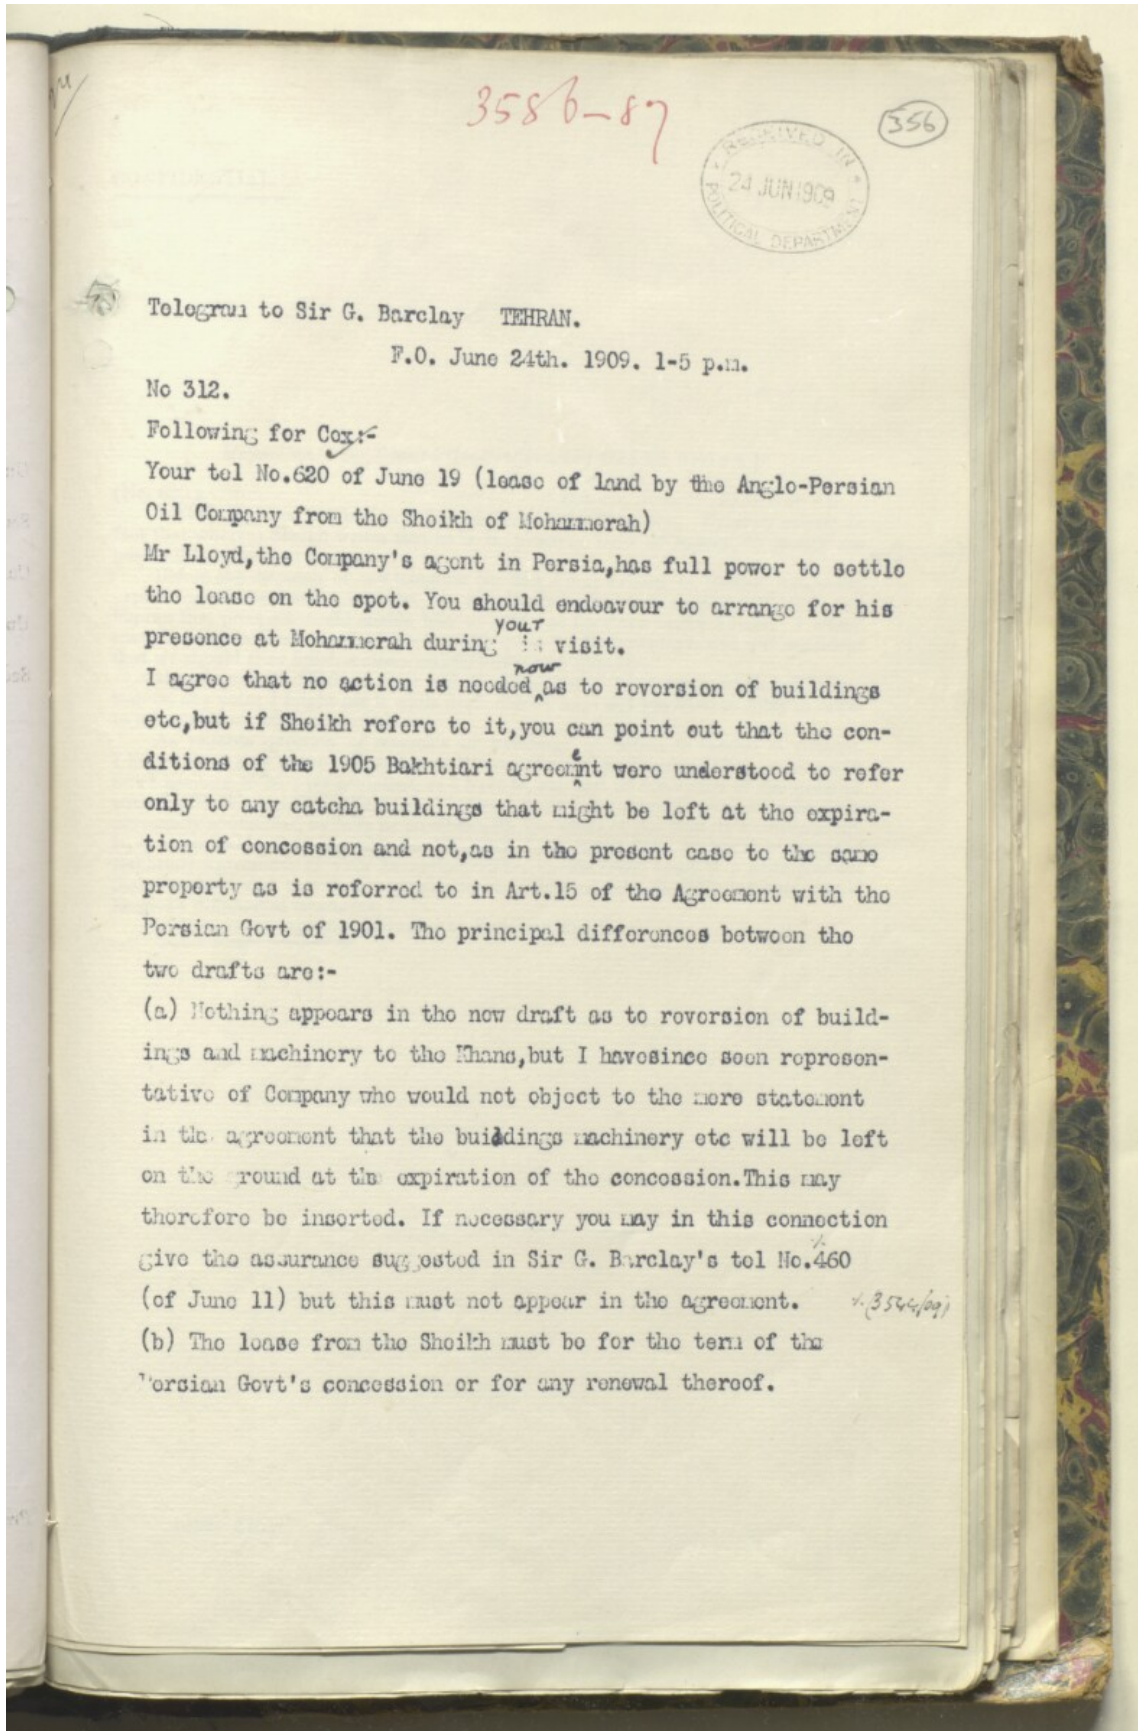 3586-87
356
RECEIVED IN
24 JUN 1909
POLITICAL DEPARTMENT
Telegram to Sir G. Barclay TEHRAN.
F.O. June 24th. 1909. 1-5 p.m.
No 312.
Following for Cox:-
Your tel No.620 of June 19 (lease of land by the Anglo-Persian
Oil Company from the Sheikh of Mohammerah)
Mr Lloyd,the Company's agent in Persia,has full power to settle
the lease on the spot. You should endeavour to arrange for his
your
presence at Mohammerah during visit.
now
I agree that no action is needed as to reversion of buildings
etc,but if Sheikh refers to it,you can point out that the con-
ditions of the 1905 Bakhtiari agreement were understood to refer
only to any catcha buildings that might be left at the expira-
tion of concession and not,as in the present case to the same
property as is referred to in Art.15 of the Agreement with the
Persian Govt of 1901. The principal differences between the
two drafts are:-
(a) Nothing appears in the new draft as to reversion of build-
ings and machinery to the Khans,but I havesince seen represen-
tative of Company who would not object to the mere statement
in the agreement that the buildings machinery etc will be left
on the ground at the expiration of the concession.This may
therefore be inserted. If necessary you may in this connection
give the assurance suggested in Sir G. Barclay's tel No.460
(of June 11) but this must not appear in the agreement.
(3544/09)
(b) The lease from the Sheikh must be for the term of the
Persian Govt's concession or for any renewal thereof.